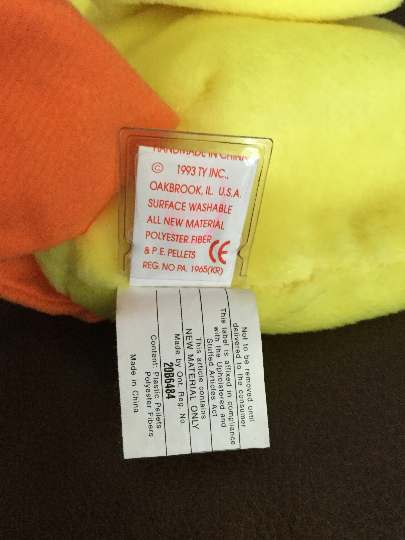 HANDMADE IN CHINA
© 1993 TY INC.,
OAKBROOK, IL. U.S.A.
SURFACE WASHABLE
ALL NEW MATERIAL
POLYESTER FIBER
& P.E. PELLETS CE
REG. NO PA. 1965(KR)
Not to be removed until
delivered to the consumer
This label is affixed in compliance
with the Upholstered and
Stuffed Articles Act
This article contains
NEW MATERIAL ONLY
Made by Ont. Reg. No
20B6484
Content: Plastic Pellets
Polyester Fibers
Made in China